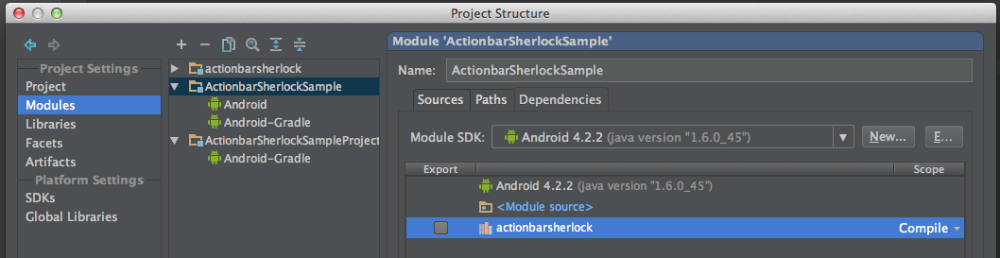 Project Structure
Project Settings
Project
Modules
Libraries
Facets
Artifacts
Platform Settings
SDKs
Global Libraries
actionbarsherlock
ActionbarSherlockSample
Android
Android-Gradle
ActionbarSherlockSampleProject
Android-Gradle
Module 'ActionbarSherlockSample'
Name: ActionbarSherlockSample
Sources Paths Dependencies
Module SDK: Android 4.2.2 (java version "1.6.0_45") New... E...
Export Scope
Android 4.2.2 (java version "1.6.0_45")
<Module source>
actionbarsherlock Compile